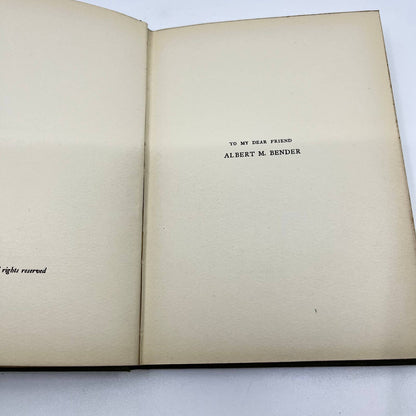 rights reserved
TO MY DEAR FRIEND
ALBERT M. BENDER